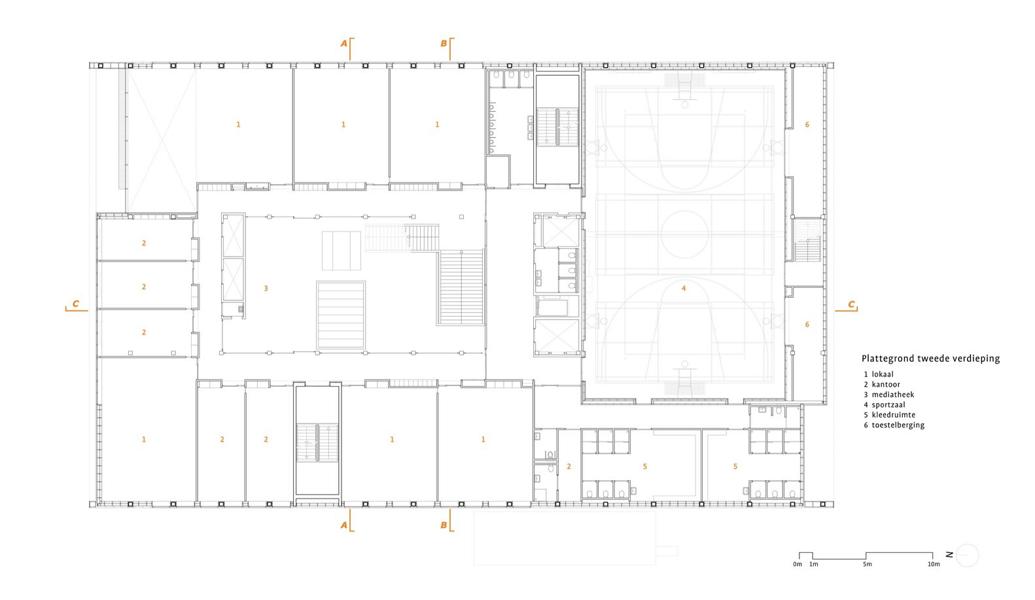 A B
1 1 1 6
2
2
C 3 4 C
2 6
Plattegrond tweede verdieping
1 lokaal
2 kantoor
3 mediatheek
4 sportzaal
5 kleedruimte
6 toestelberging
1 2 2 1 1
2 5 5
A B
N
0m 1m 5m 10m